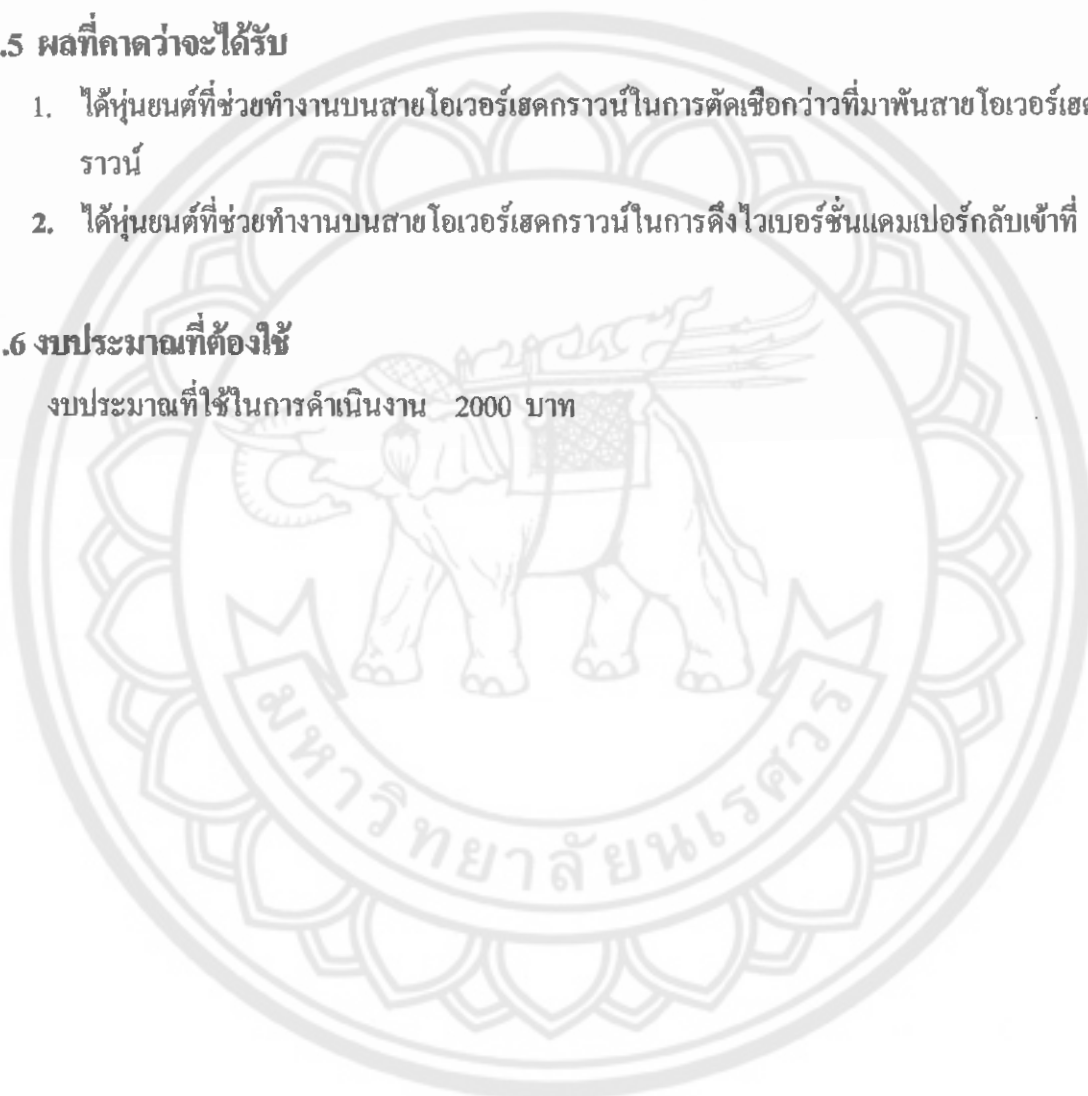 .5 ผลที่คาดว่าจะได้รับ
1. ได้หุ่นยนต์ที่ช่วยทำงานบนสายโอเวอร์เฮดกราวน์ในการตัดเชือกว่าวที่มาพันสายโอเวอร์เฮด
ราวน์
2. ได้หุ่นยนต์ที่ช่วยทำงานบนสายโอเวอร์เฮดกราวน์ในการดึงไวเบอร์ชั่นแดมเปอร์กลับเข้าที่
.6 งบประมาณที่ต้องใช้
งบประมาณที่ใช้ในการดำเนินงาน 2000 บาท
มหาวิทยาลัยนเรศวร